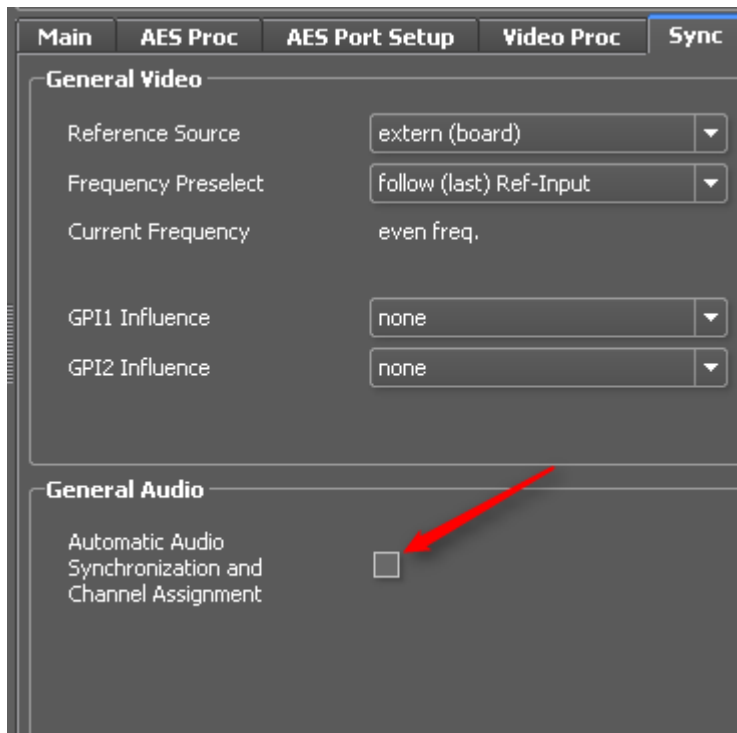 Main AES Proc AES Port Setup Video Proc Sync
General Video
Reference Source extern (board)
Frequency Preselect follow (last) Ref-Input
Current Frequency even freq.
GPI1 Influence none
GPI2 Influence none
General Audio
Automatic Audio
Synchronization and
Channel Assignment